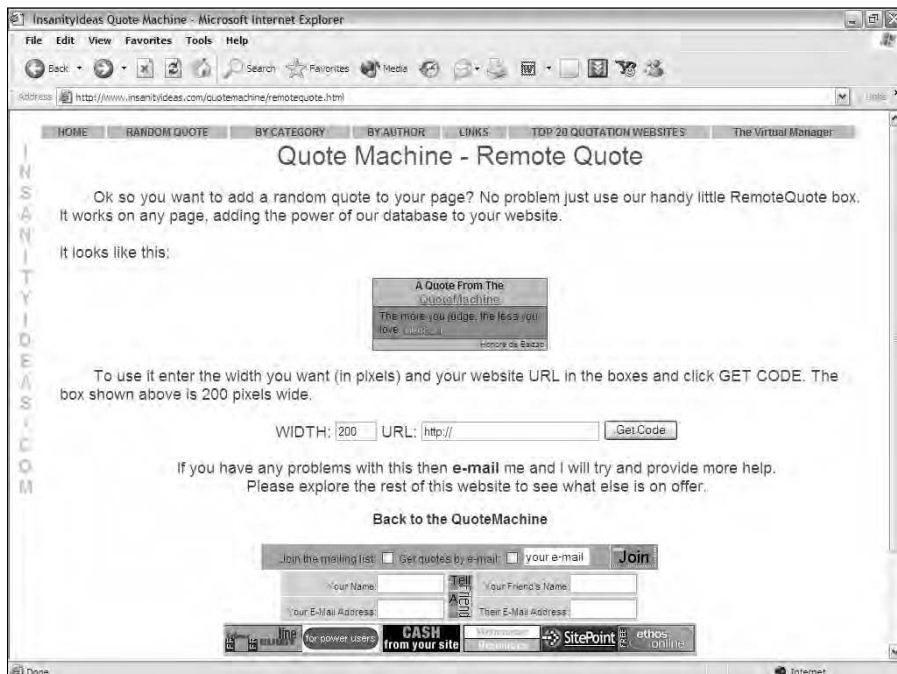 InsanityIdeas Quote Machine - Microsoft Internet Explorer
File Edit View Favorites Tools Help
Back Search Favorites Media
Address http://www.insanityideas.com/quotemachine/remotequote.html Links
HOME RANDOM QUOTE BY CATEGORY BY AUTHOR LINKS TOP 20 QUOTATION WEBSITES The Virtual Manager
INSANITYIDEAS.COM
Quote Machine - Remote Quote
Ok so you want to add a random quote to your page? No problem just use our handy little RemoteQuote box.
It works on any page, adding the power of our database to your website.
It looks like this:
A Quote From The
QuoteMachine
The more you judge, the less you
love.
Honore de Balzac
To use it enter the width you want (in pixels) and your website URL in the boxes and click GET CODE. The
box shown above is 200 pixels wide.
WIDTH: 200 URL: http:// Get Code
If you have any problems with this then e-mail me and I will try and provide more help.
Please explore the rest of this website to see what else is on offer.
Back to the QuoteMachine
Join the mailing list: Get quotes by e-mail: your e-mail Join
Your Name: Tell A Friend Your Friend's Name:
Your E-Mail Address: Their E-Mail Address:
line for power users CASH from your site SitePoint FREE ethos online
Done Internet